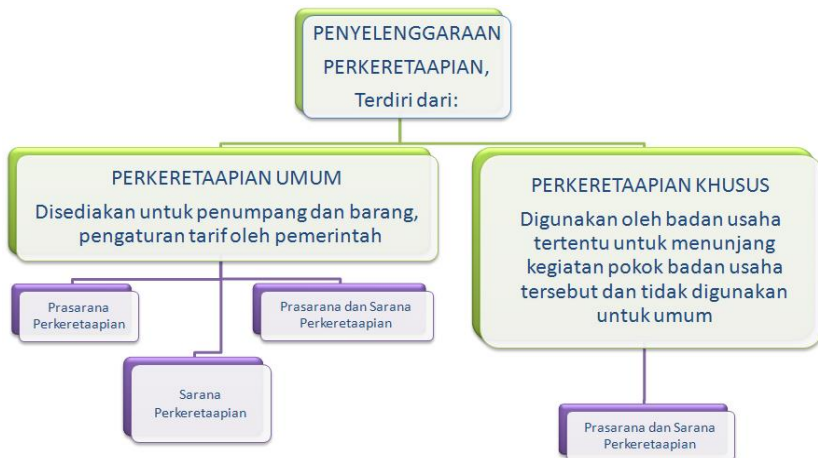 PENYELENGGARAAN
PERKERETAAPIAN,
Terdiri dari:
PERKERETAAPIAN UMUM
Disediakan untuk penumpang dan barang,
pengaturan tarif oleh pemerintah
PERKERETAAPIAN KHUSUS
Digunakan oleh badan usaha
tertentu untuk menunjang
kegiatan pokok badan usaha
tersebut dan tidak digunakan
untuk umum
Prasarana
Perkeretaapian
Prasarana dan Sarana
Perkeretaapian
Sarana
Perkeretaapian
Prasarana dan Sarana
Perkeretaapian